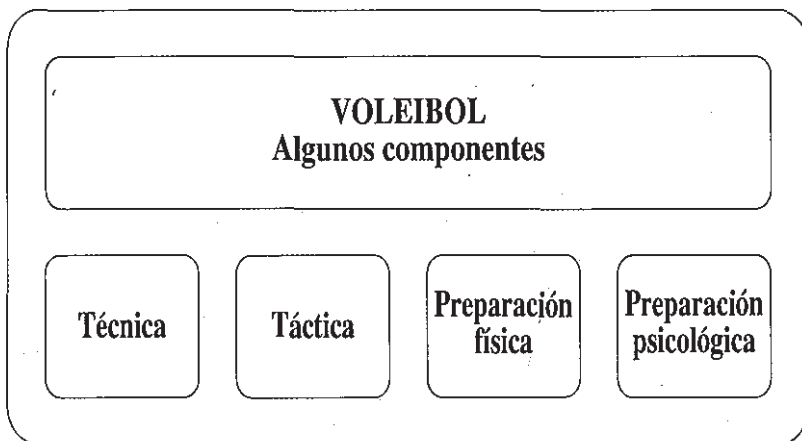 VOLEIBOL
Algunos componentes
Técnica
Táctica
Preparación
física
Preparación
psicológica